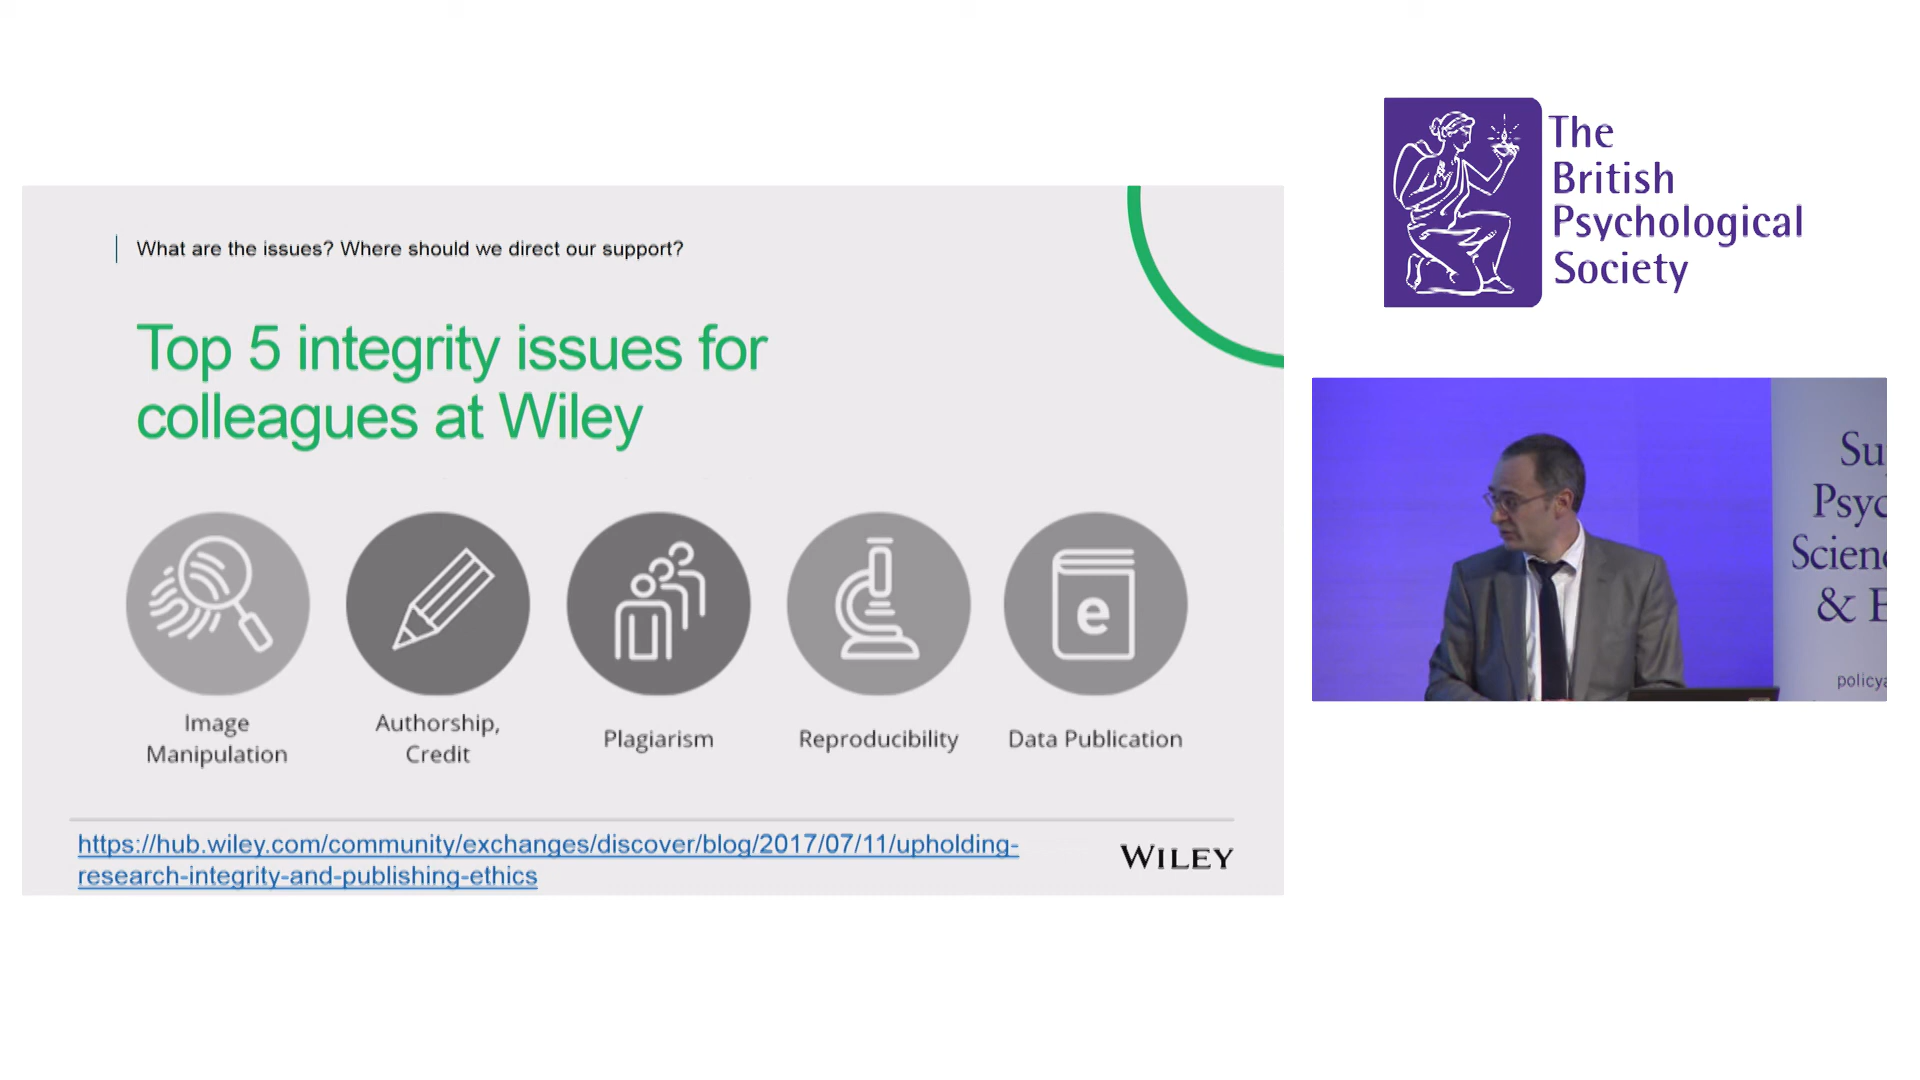 What are the issues? Where should we direct our support?
Top 5 integrity issues for
colleagues at Wiley
Image
Manipulation
Authorship,
Credit
Plagiarism
Reproducibility
e
Data Publication
https://hub.wiley.com/community/exchanges/discover/blog/2017/07/11/upholding-
research-integrity-and-publishing-ethics
WILEY
The
British
Psychological
Society
Su
Psyc
Scien
& E
policya